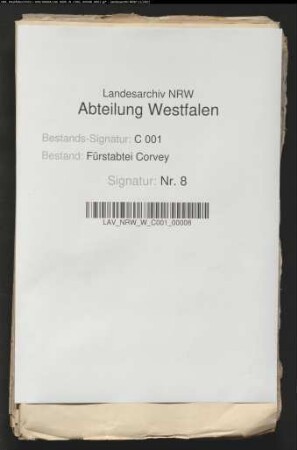 Landesarchiv NRW
Abteilung Westfalen
Bestands-Signatur: C 001
Bestand: Fürstabtei Corvey
Signatur: Nr. 8
LAV_NRW_W_C001_00008